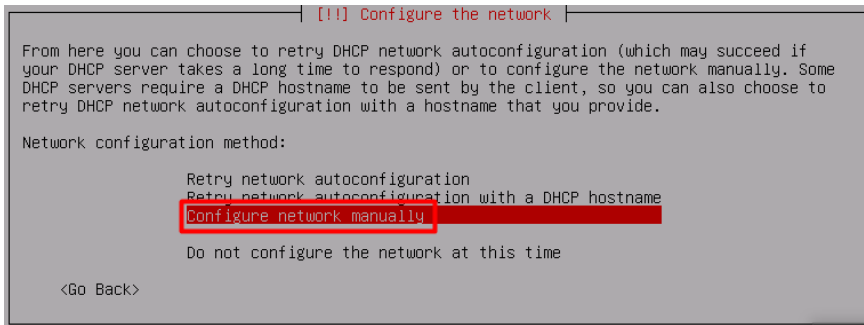 [!!] Configure the network
From here you can choose to retry DHCP network autoconfiguration (which may succeed if
your DHCP server takes a long time to respond) or to configure the network manually. Some
DHCP servers require a DHCP hostname to be sent by the client, so you can also choose to
retry DHCP network autoconfiguration with a hostname that you provide.
Network configuration method:
Retry network autoconfiguration
Retry network autoconfiguration with a DHCP hostname
Configure network manually
Do not configure the network at this time
<Go Back>